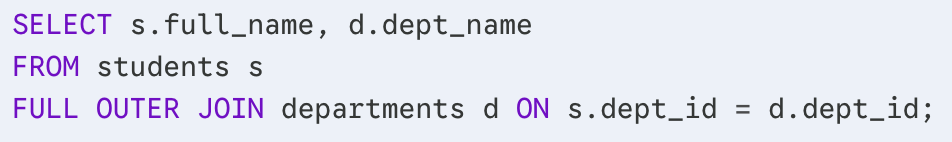 SELECT s.full_name, d.dept_name
FROM students s
FULL OUTER JOIN departments d ON s.dept_id = d.dept_id;